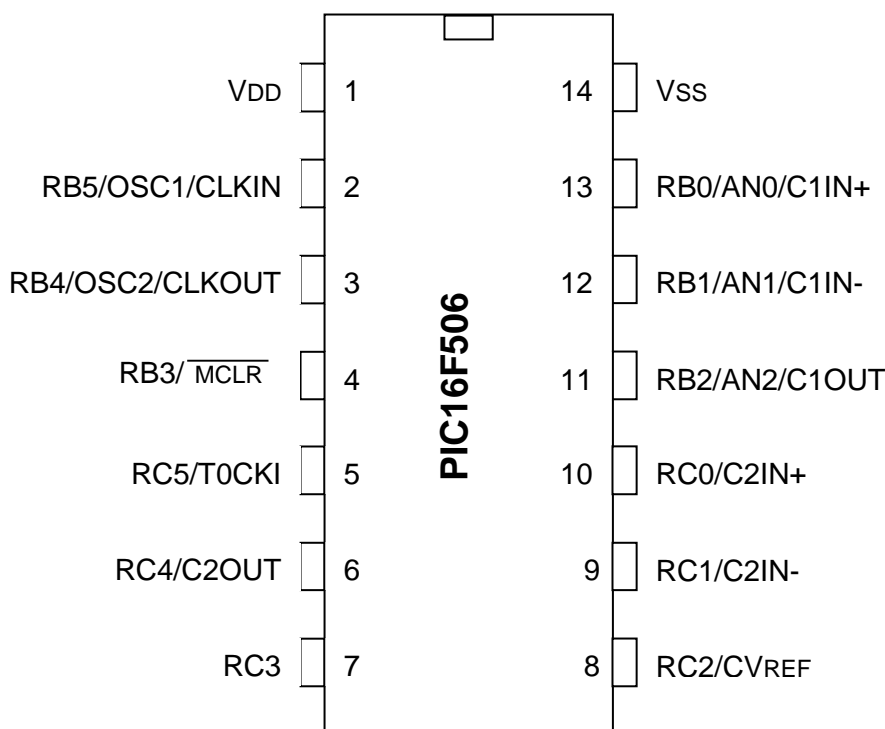 VDD 1 14 VSS
RB5/OSC1/CLKIN 2 13 RB0/AN0/C1IN+
RB4/OSC2/CLKOUT 3 12 RB1/AN1/C1IN-
RB3/MCLR 4 11 RB2/AN2/C1OUT
PIC16F506
RC5/T0CKI 5 10 RC0/C2IN+
RC4/C2OUT 6 9 RC1/C2IN-
RC3 7 8 RC2/CVREF